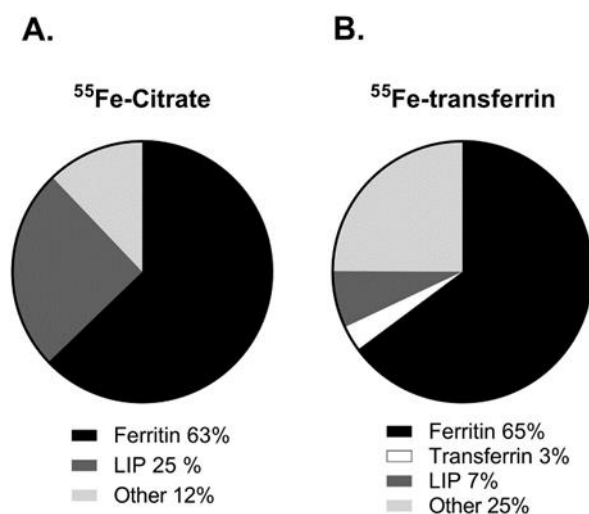 A.
⁵⁵Fe-Citrate
Ferritin 63%
LIP 25 %
Other 12%
B.
⁵⁵Fe-transferrin
Ferritin 65%
Transferrin 3%
LIP 7%
Other 25%